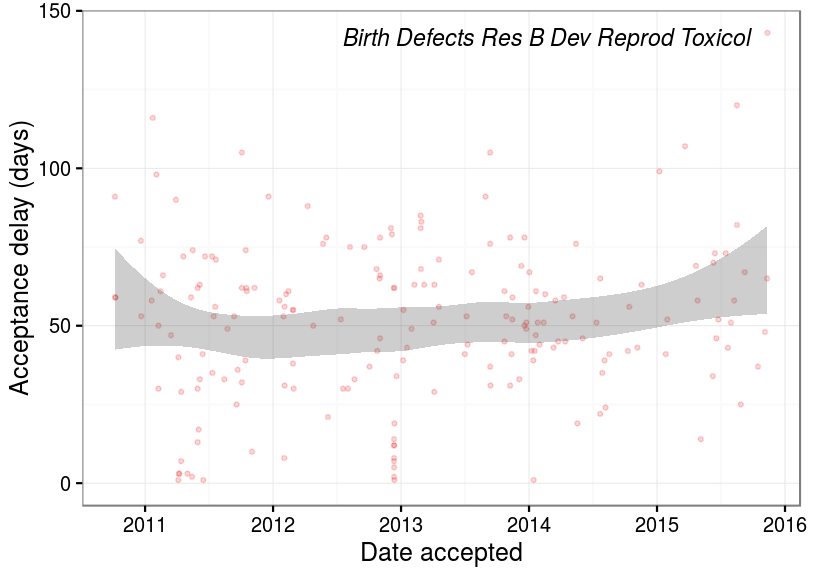 Birth Defects Res B Dev Reprod Toxicol
Acceptance delay (days)
150
100
50
0
2011 2012 2013 2014 2015 2016
Date accepted